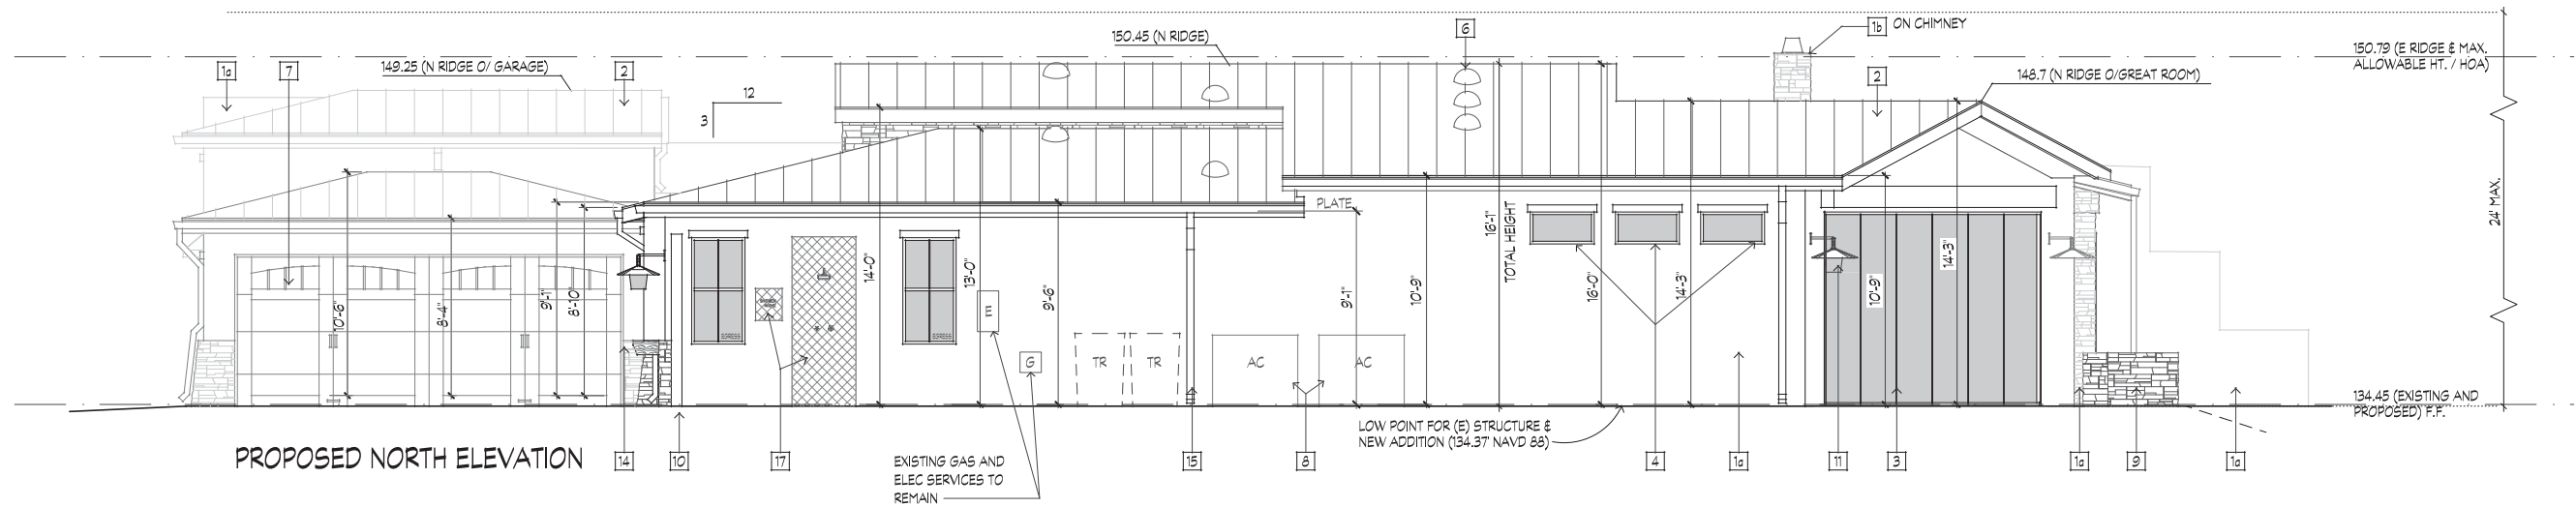 1b ON CHIMNEY
6
150.45 (N RIDGE)
150.79 (E RIDGE & MAX.
ALLOWABLE HT. / HOA)
1a
7
149.25 (N RIDGE O/ GARAGE)
2
2
148.7 (N RIDGE O/GREAT ROOM)
12
3
24' MAX.
PLATE
16'-1"
TOTAL HEIGHT
10'-6"
8'-4"
9'-1"
8'-10"
14'-0"
13'-0"
9'-6"
9'-1"
10'-9"
16'-0"
14'-3"
10'-9"
14'-3"
EGRESS
EGRESS
E
G
TR
TR
AC
AC
134.45 (EXISTING AND
PROPOSED) F.F.
LOW POINT FOR (E) STRUCTURE &
NEW ADDITION (134.37' NAVD 88)
PROPOSED NORTH ELEVATION
14
10
17
EXISTING GAS AND
ELEC SERVICES TO
REMAIN
15
8
4
1a
11
3
1a
9
1a